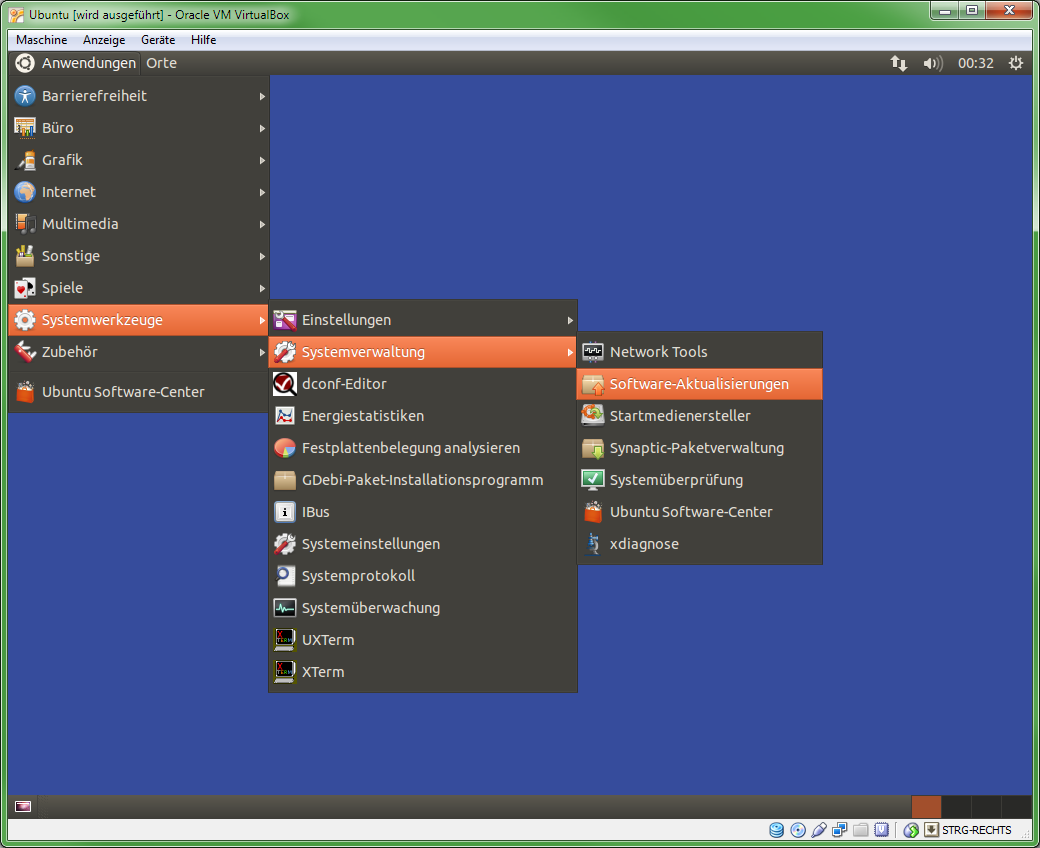 Ubuntu [wird ausgeführt] - Oracle VM VirtualBox
Maschine Anzeige Geräte Hilfe
Anwendungen Orte 00:32
Barrierefreiheit
Büro
Grafik
Internet
Multimedia
Sonstige
Spiele
Systemwerkzeuge
Zubehör
Ubuntu Software-Center
Einstellungen
Systemverwaltung
dconf-Editor
Energiestatistiken
Festplattenbelegung analysieren
GDebi-Paket-Installationsprogramm
IBus
Systemeinstellungen
Systemprotokoll
Systemüberwachung
UXTerm
XTerm
Network Tools
Software-Aktualisierungen
Startmedienersteller
Synaptic-Paketverwaltung
Systemüberprüfung
Ubuntu Software-Center
xdiagnose
STRG-RECHTS